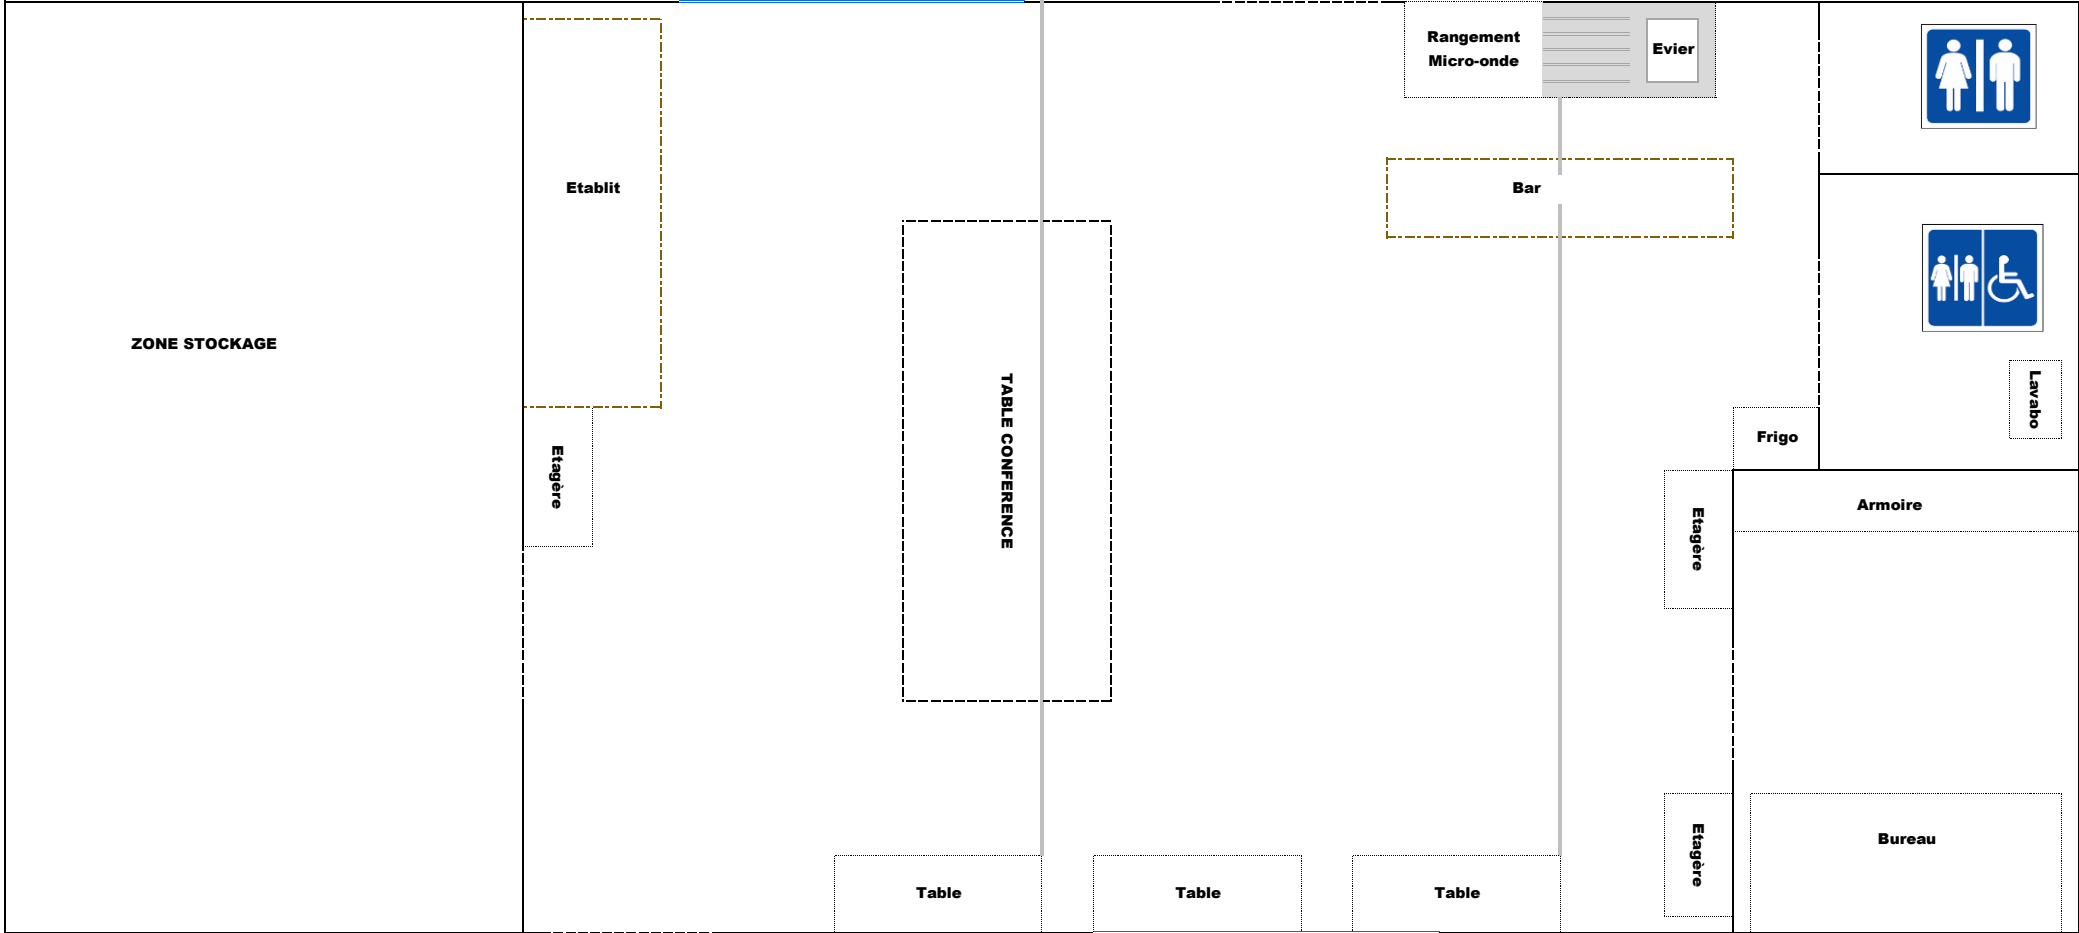 Rangement
Micro-onde
Evier
Etablit
Bar
ZONE STOCKAGE
TABLE CONFERENCE
Lavabo
Frigo
Etagère
Armoire
Etagère
Etagère
Bureau
Table
Table
Table